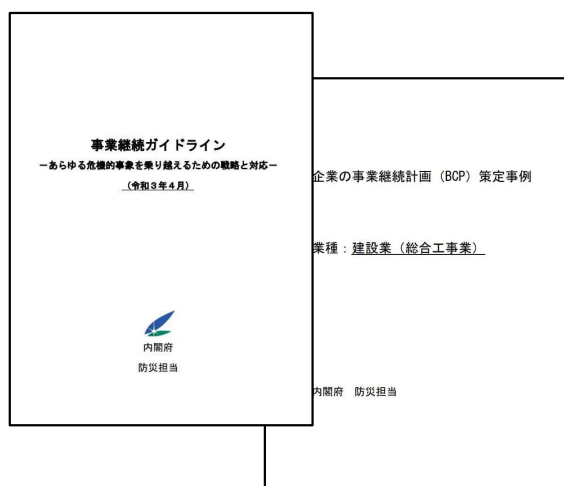 事業継続ガイドライン
－あらゆる危機的事象を乗り越えるための戦略と対応－
（令和３年４月）
内閣府
防災担当
企業の事業継続計画（BCP）策定事例
業種：建設業（総合工事業）
内閣府　防災担当